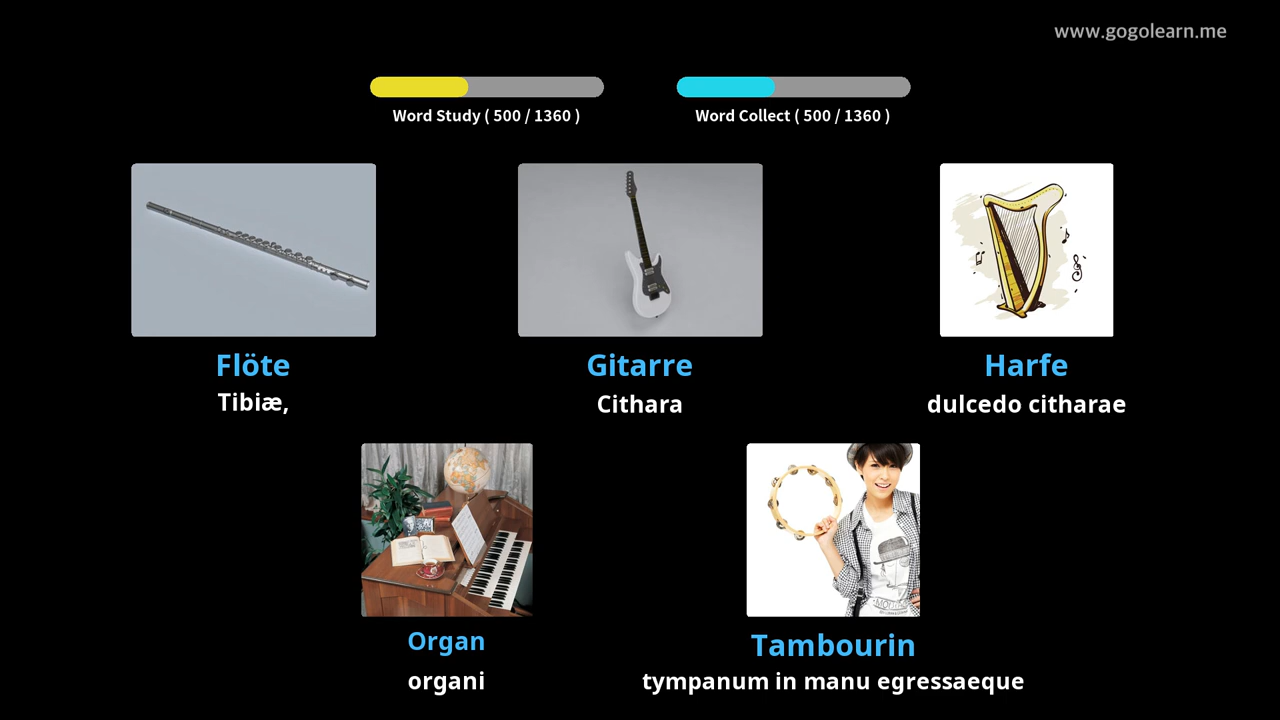 www.gogolearn.me
Word Study ( 500 / 1360 )
Word Collect ( 500 / 1360 )
Flöte
Tibiæ,
Gitarre
Cithara
Harfe
dulcedo citharae
Organ
organi
Tambourin
tympanum in manu egressaeque